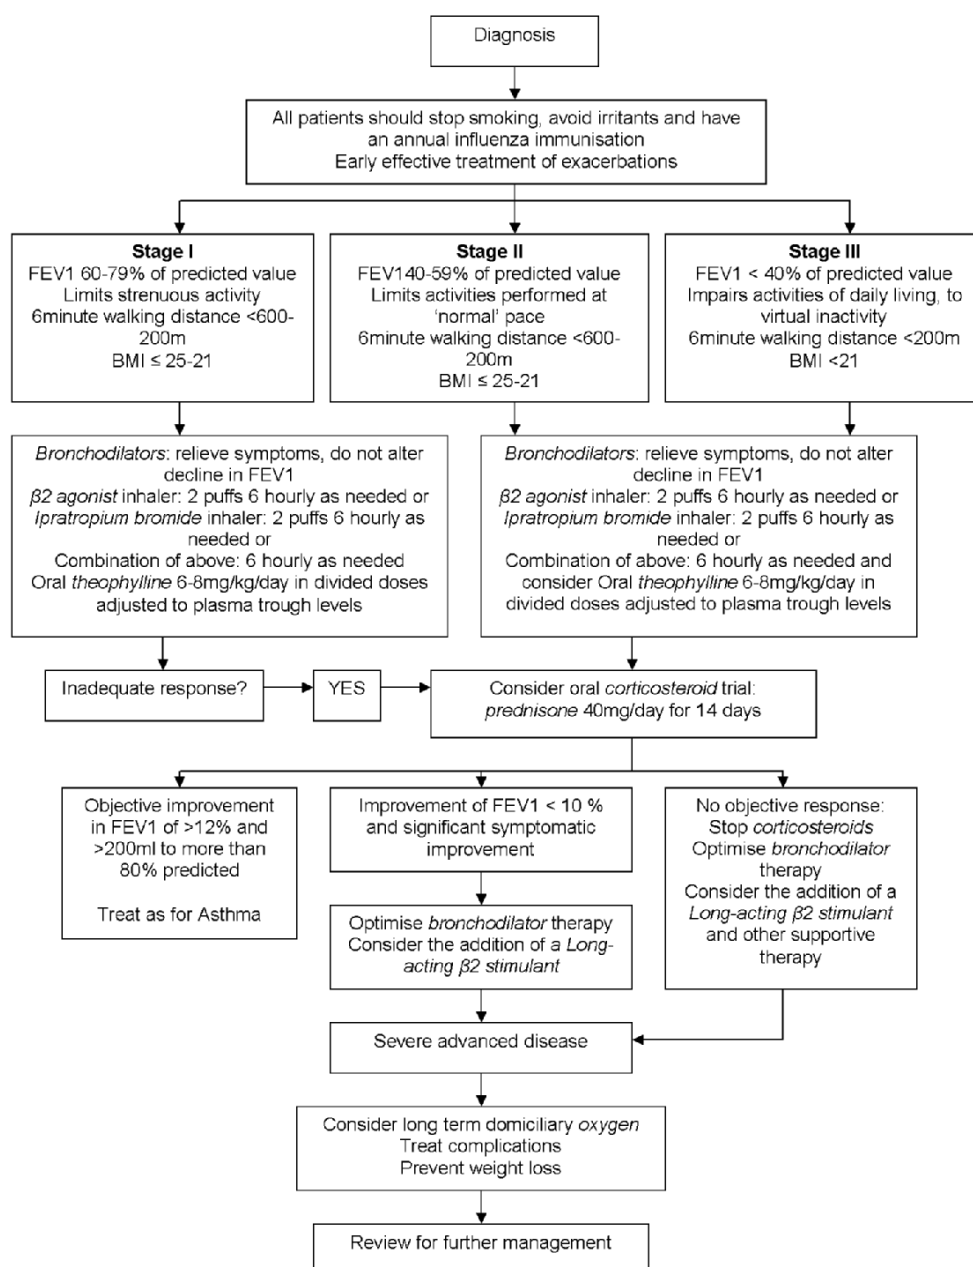 Diagnosis
All patients should stop smoking, avoid irritants and have
an annual influenza immunisation
Early effective treatment of exacerbations
Stage I
FEV1 60-79% of predicted value
Limits strenuous activity
6minute walking distance <600-
200m
BMI ≤ 25-21
Stage II
FEV140-59% of predicted value
Limits activities performed at
‘normal’ pace
6minute walking distance <600-
200m
BMI ≤ 25-21
Stage III
FEV1 < 40% of predicted value
Impairs activities of daily living, to
virtual inactivity
6minute walking distance <200m
BMI <21
Bronchodilators: relieve symptoms, do not alter
decline in FEV1
β2 agonist inhaler: 2 puffs 6 hourly as needed or
Ipratropium bromide inhaler: 2 puffs 6 hourly as
needed or
Combination of above: 6 hourly as needed
Oral theophylline 6-8mg/kg/day in divided doses
adjusted to plasma trough levels
Bronchodilators: relieve symptoms, do not alter
decline in FEV1
β2 agonist inhaler: 2 puffs 6 hourly as needed or
Ipratropium bromide inhaler: 2 puffs 6 hourly as
needed or
Combination of above: 6 hourly as needed and
consider Oral theophylline 6-8mg/kg/day in
divided doses adjusted to plasma trough levels
Inadequate response?
YES
Consider oral corticosteroid trial:
prednisone 40mg/day for 14 days
Objective improvement
in FEV1 of >12% and
>200ml to more than
80% predicted
Treat as for Asthma
Improvement of FEV1 < 10 %
and significant symptomatic
improvement
No objective response:
Stop corticosteroids
Optimise bronchodilator
therapy
Consider the addition of a
Long-acting β2 stimulant
and other supportive
therapy
Optimise bronchodilator therapy
Consider the addition of a Long-
acting β2 stimulant
Severe advanced disease
Consider long term domiciliary oxygen
Treat complications
Prevent weight loss
Review for further management